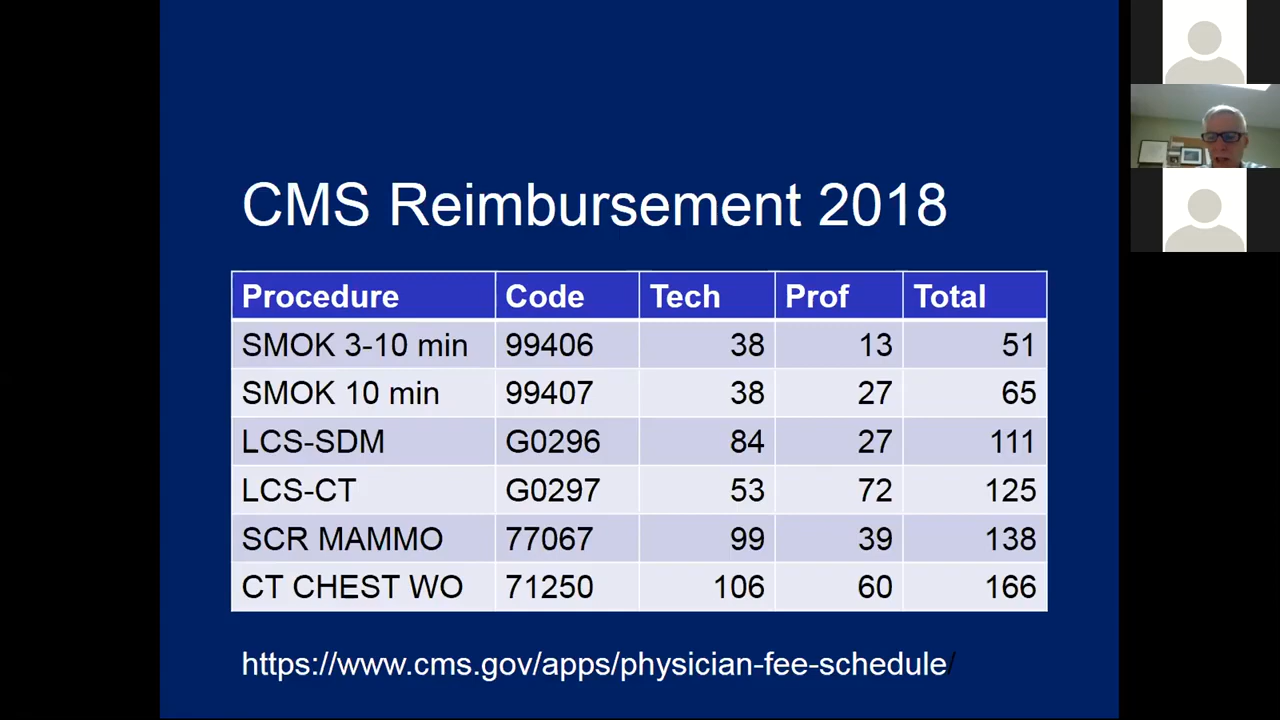 CMS Reimbursement 2018
Procedure Code Tech Prof Total
SMOK 3-10 min 99406 38 13 51
SMOK 10 min 99407 38 27 65
LCS-SDM G0296 84 27 111
LCS-CT G0297 53 72 125
SCR MAMMO 77067 99 39 138
CT CHEST WO 71250 106 60 166
https://www.cms.gov/apps/physician-fee-schedule/